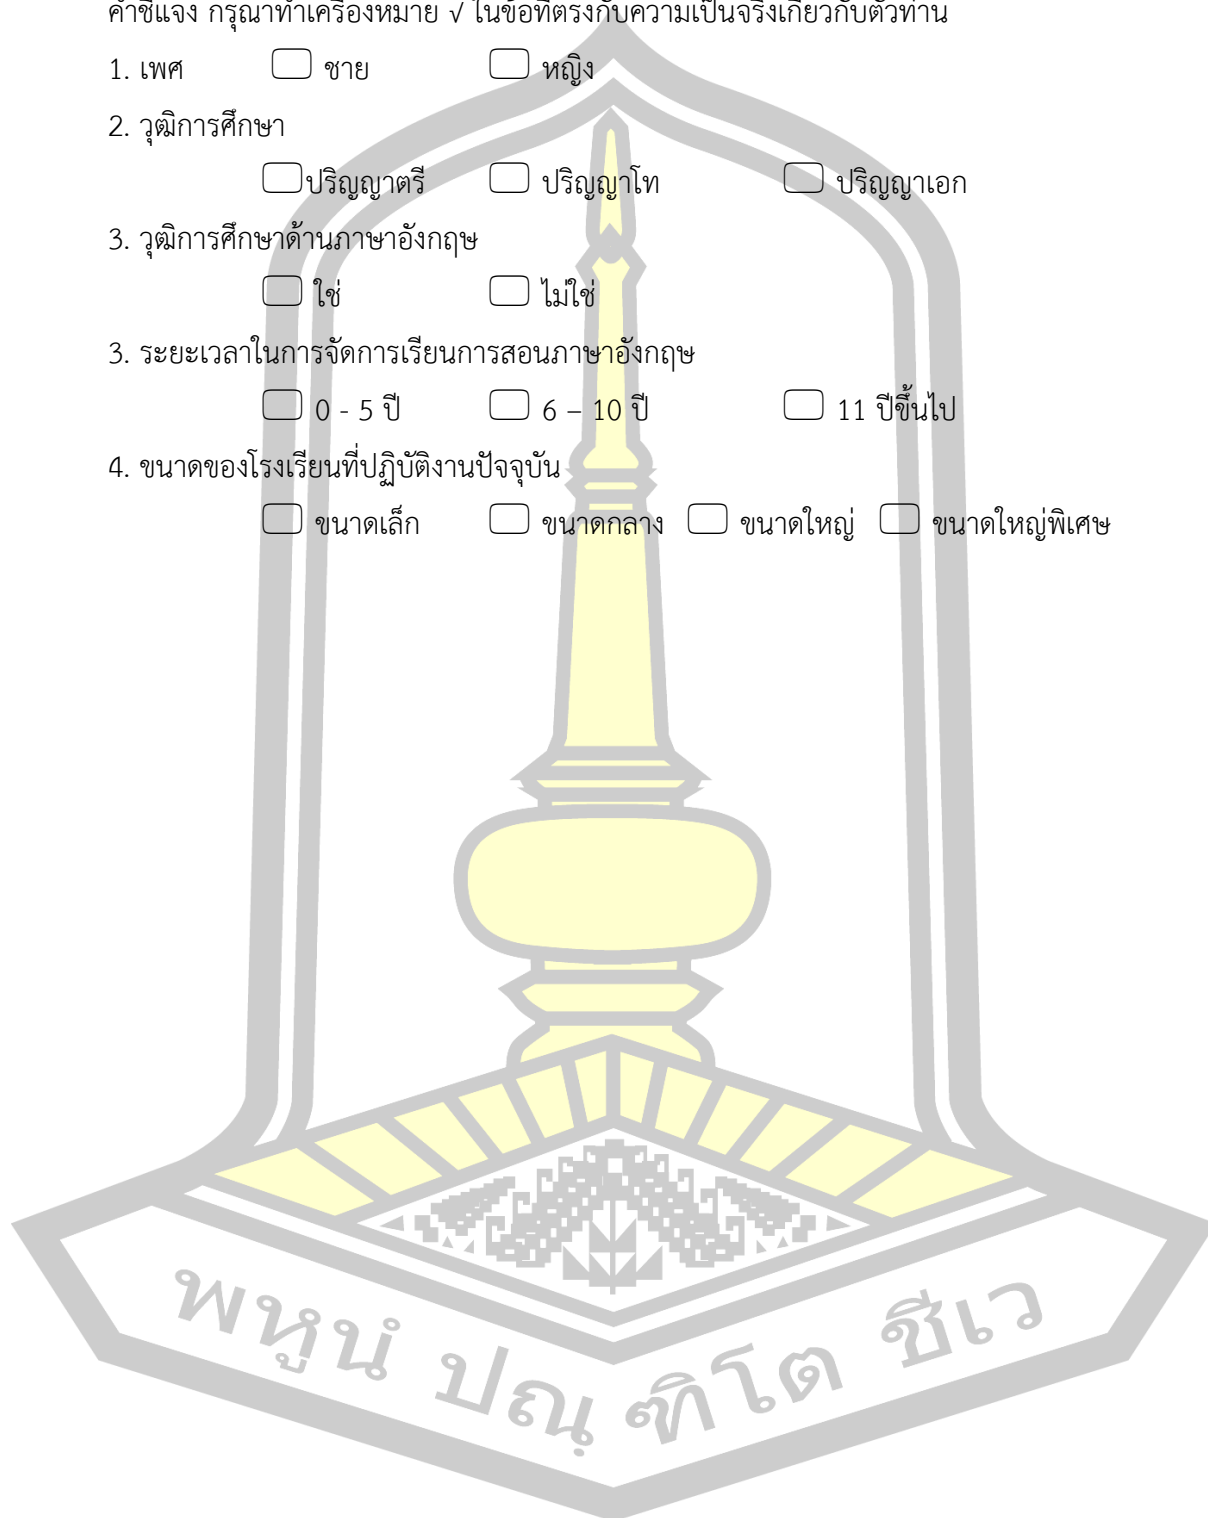 คำชี้แจง กรุณาทำเครื่องหมาย √ ในข้อที่ตรงกับความเป็นจริงเกี่ยวกับตัวท่าน
1. เพศ ชาย หญิง
2. วุฒิการศึกษา
ปริญญาตรี ปริญญาโท ปริญญาเอก
3. วุฒิการศึกษาด้านภาษาอังกฤษ
ใช่ ไม่ใช่
3. ระยะเวลาในการจัดการเรียนการสอนภาษาอังกฤษ
0 - 5 ปี 6 – 10 ปี 11 ปีขึ้นไป
4. ขนาดของโรงเรียนที่ปฏิบัติงานปัจจุบัน
ขนาดเล็ก ขนาดกลาง ขนาดใหญ่ ขนาดใหญ่พิเศษ
พหูนํ ปณฺฑิโต ชีเว